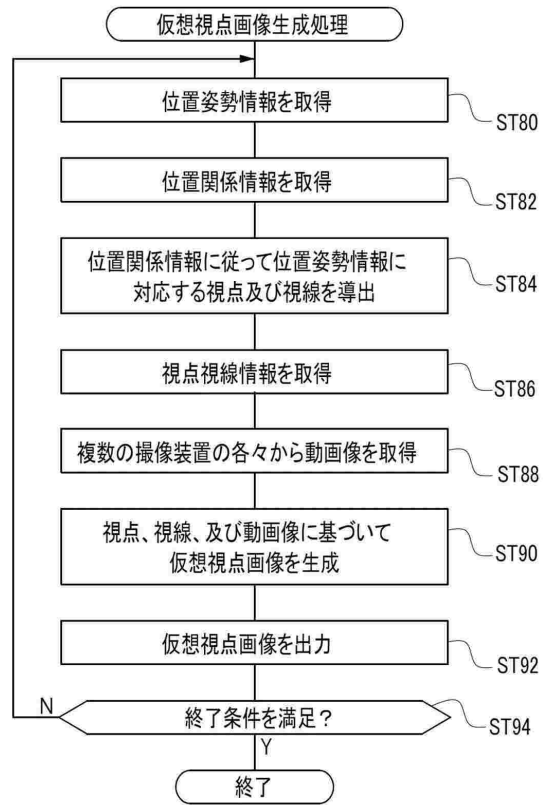 仮想視点画像生成処理
位置姿勢情報を取得
ST80
位置関係情報を取得
ST82
位置関係情報に従って位置姿勢情報に
対応する視点及び視線を導出
ST84
視点視線情報を取得
ST86
複数の撮像装置の各々から動画像を取得
ST88
視点、視線、及び動画像に基づいて
仮想視点画像を生成
ST90
仮想視点画像を出力
ST92
N
終了条件を満足?
ST94
Y
終了